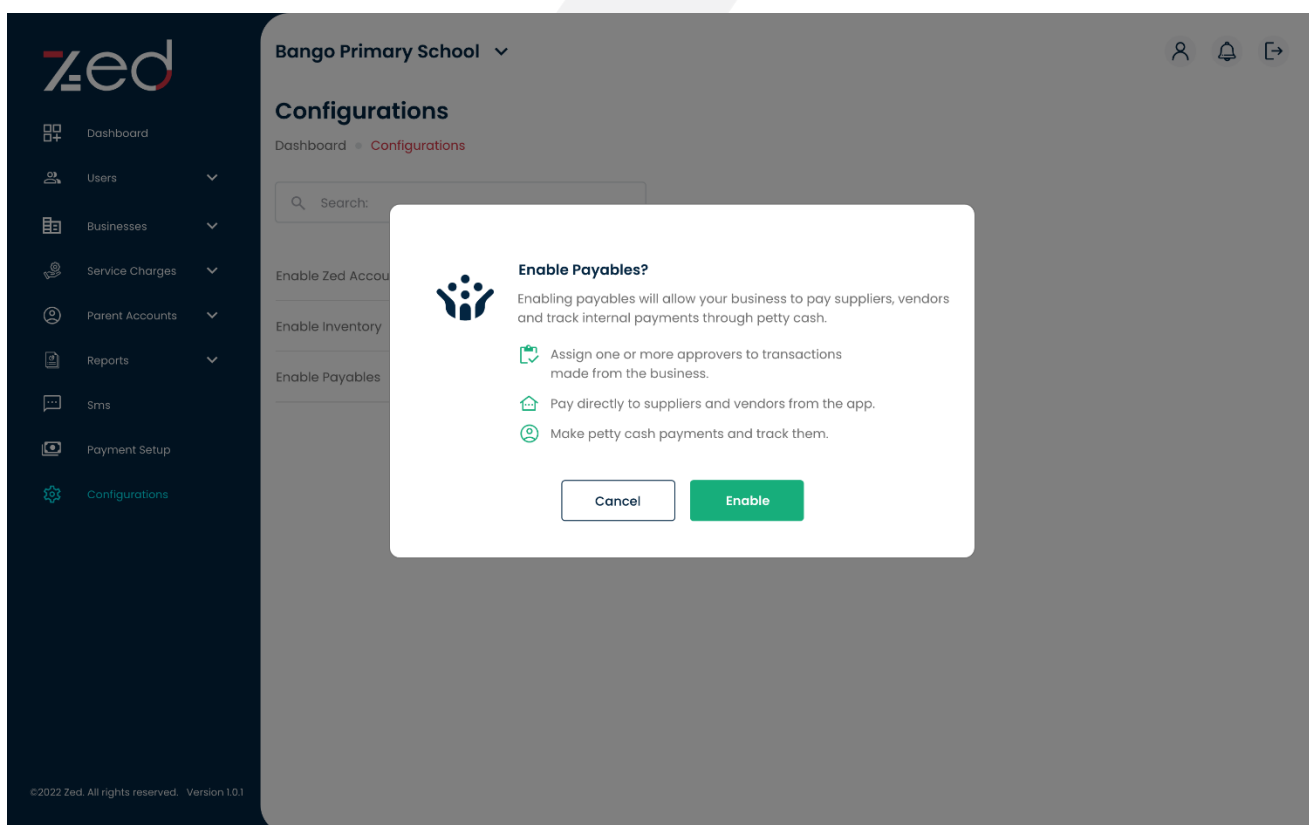 zed
Bango Primary School
Configurations
Dashboard Configurations
Search:
Dashboard
Users
Businesses
Service Charges
Parent Accounts
Reports
Sms
Payment Setup
Configurations
Enable Zed Accou
Enable Inventory
Enable Payables
Enable Payables?
Enabling payables will allow your business to pay suppliers, vendors
and track internal payments through petty cash.
Assign one or more approvers to transactions
made from the business.
Pay directly to suppliers and vendors from the app.
Make petty cash payments and track them.
Cancel
Enable
©2022 Zed. All rights reserved. Version 1.0.1